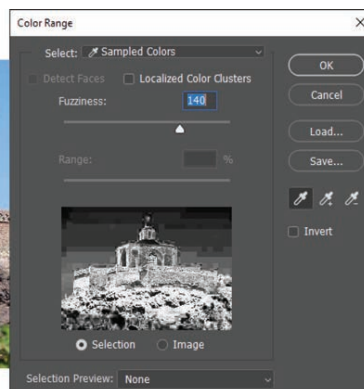 Color Range
Select: Sampled Colors
Detect Faces Localized Color Clusters
Fuzziness: 140
Range: %
Selection Image
Selection Preview: None
OK
Cancel
Load...
Save...
Invert